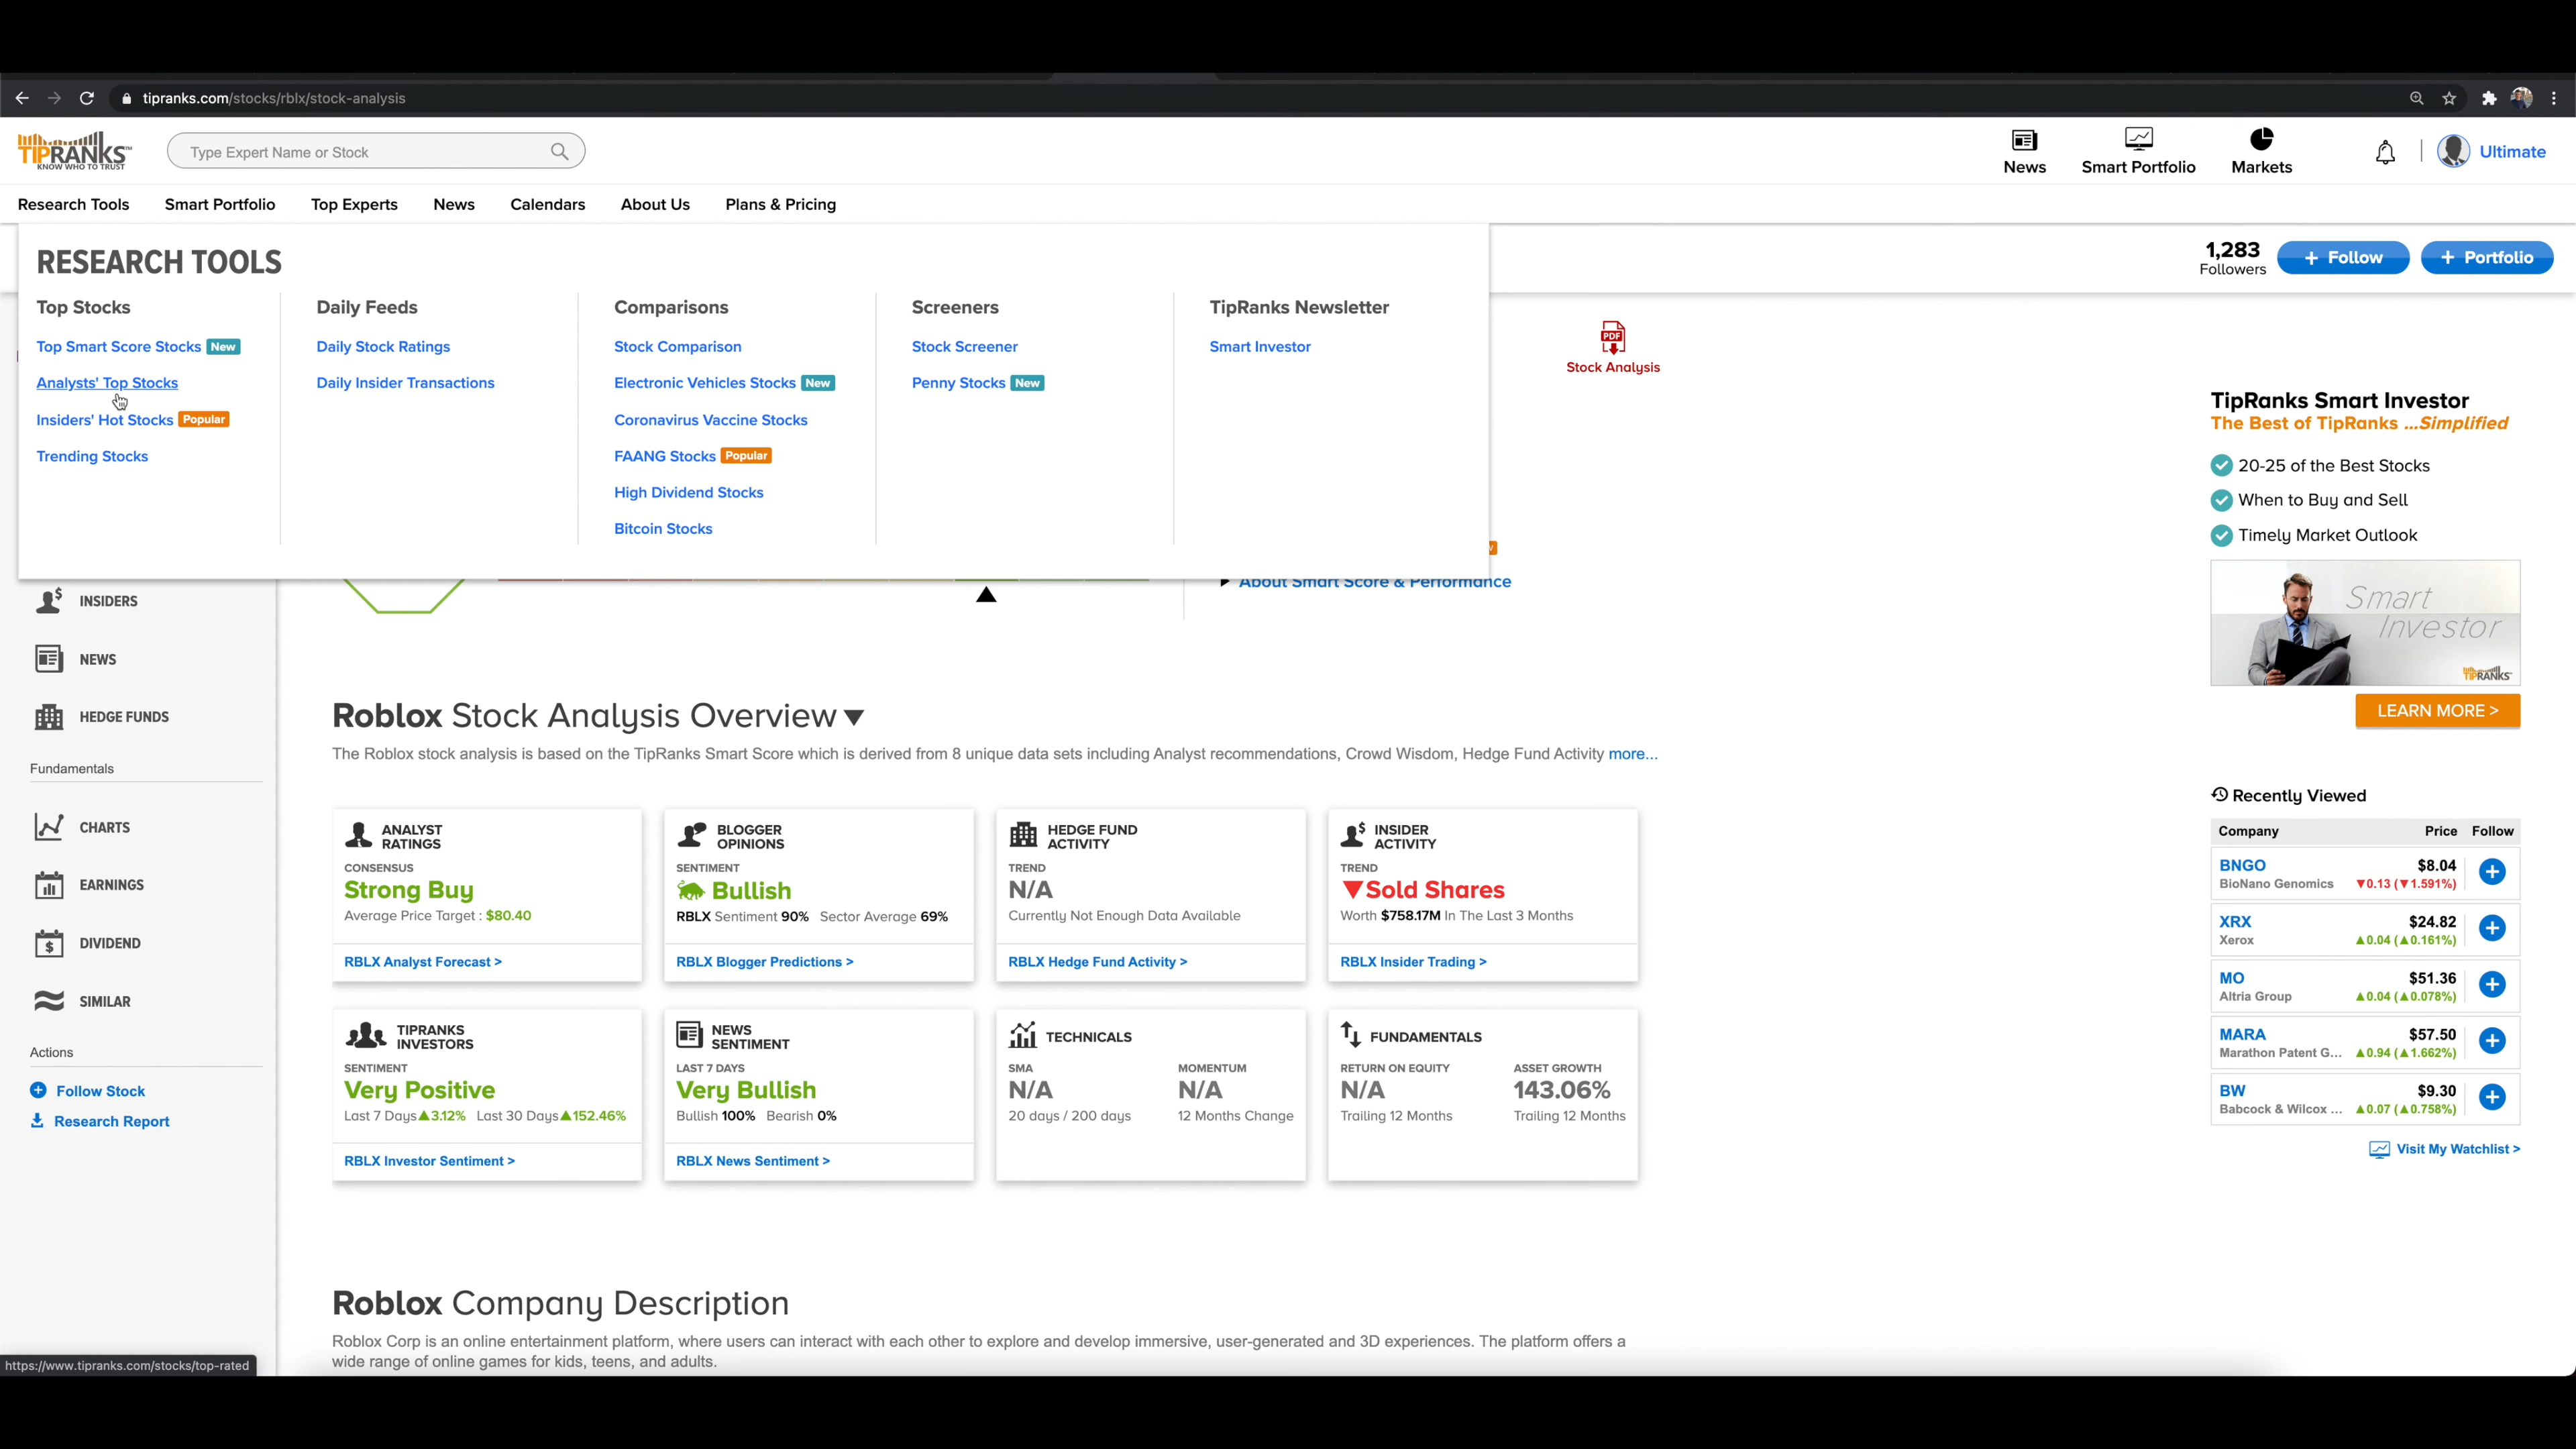 tipranks.com/stocks/rblx/stock-analysis
TIPRANKS™
KNOW WHO TO TRUST
Type Expert Name or Stock
News
Smart Portfolio
Markets
Ultimate
Research Tools Smart Portfolio Top Experts News Calendars About Us Plans & Pricing
RESEARCH TOOLS
Top Stocks
Top Smart Score Stocks New
Analysts' Top Stocks
Insiders' Hot Stocks Popular
Trending Stocks
Daily Feeds
Daily Stock Ratings
Daily Insider Transactions
Comparisons
Stock Comparison
Electronic Vehicles Stocks New
Coronavirus Vaccine Stocks
FAANG Stocks Popular
High Dividend Stocks
Bitcoin Stocks
Screeners
Stock Screener
Penny Stocks New
TipRanks Newsletter
Smart Investor
1,283
Followers
+ Follow
+ Portfolio
PDF
Stock Analysis
About Smart Score & Performance
INSIDERS
NEWS
HEDGE FUNDS
Fundamentals
CHARTS
EARNINGS
DIVIDEND
SIMILAR
Actions
Follow Stock
Research Report
Roblox Stock Analysis Overview ▼
The Roblox stock analysis is based on the TipRanks Smart Score which is derived from 8 unique data sets including Analyst recommendations, Crowd Wisdom, Hedge Fund Activity more...
ANALYST
RATINGS
CONSENSUS
Strong Buy
Average Price Target : $80.40
RBLX Analyst Forecast >
BLOGGER
OPINIONS
SENTIMENT
Bullish
RBLX Sentiment 90% Sector Average 69%
RBLX Blogger Predictions >
HEDGE FUND
ACTIVITY
TREND
N/A
Currently Not Enough Data Available
RBLX Hedge Fund Activity >
INSIDER
ACTIVITY
TREND
▼Sold Shares
Worth $758.17M In The Last 3 Months
RBLX Insider Trading >
TIPRANKS
INVESTORS
SENTIMENT
Very Positive
Last 7 Days ▲3.12% Last 30 Days ▲152.46%
RBLX Investor Sentiment >
NEWS
SENTIMENT
LAST 7 DAYS
Very Bullish
Bullish 100% Bearish 0%
RBLX News Sentiment >
TECHNICALS
SMA MOMENTUM
N/A N/A
20 days / 200 days 12 Months Change
FUNDAMENTALS
RETURN ON EQUITY ASSET GROWTH
N/A 143.06%
Trailing 12 Months Trailing 12 Months
Roblox Company Description
Roblox Corp is an online entertainment platform, where users can interact with each other to explore and develop immersive, user-generated and 3D experiences. The platform offers a
wide range of online games for kids, teens, and adults.
TipRanks Smart Investor
The Best of TipRanks ...Simplified
20-25 of the Best Stocks
When to Buy and Sell
Timely Market Outlook
Smart
Investor
TIPRANKS
LEARN MORE >
Recently Viewed
Company Price Follow
BNGO $8.04
BioNano Genomics ▼0.13 (▼1.591%)
XRX $24.82
Xerox ▲0.04 (▲0.161%)
MO $51.36
Altria Group ▲0.04 (▲0.078%)
MARA $57.50
Marathon Patent G... ▲0.94 (▲1.662%)
BW $9.30
Babcock & Wilcox ... ▲0.07 (▲0.758%)
Visit My Watchlist >
https://www.tipranks.com/stocks/top-rated